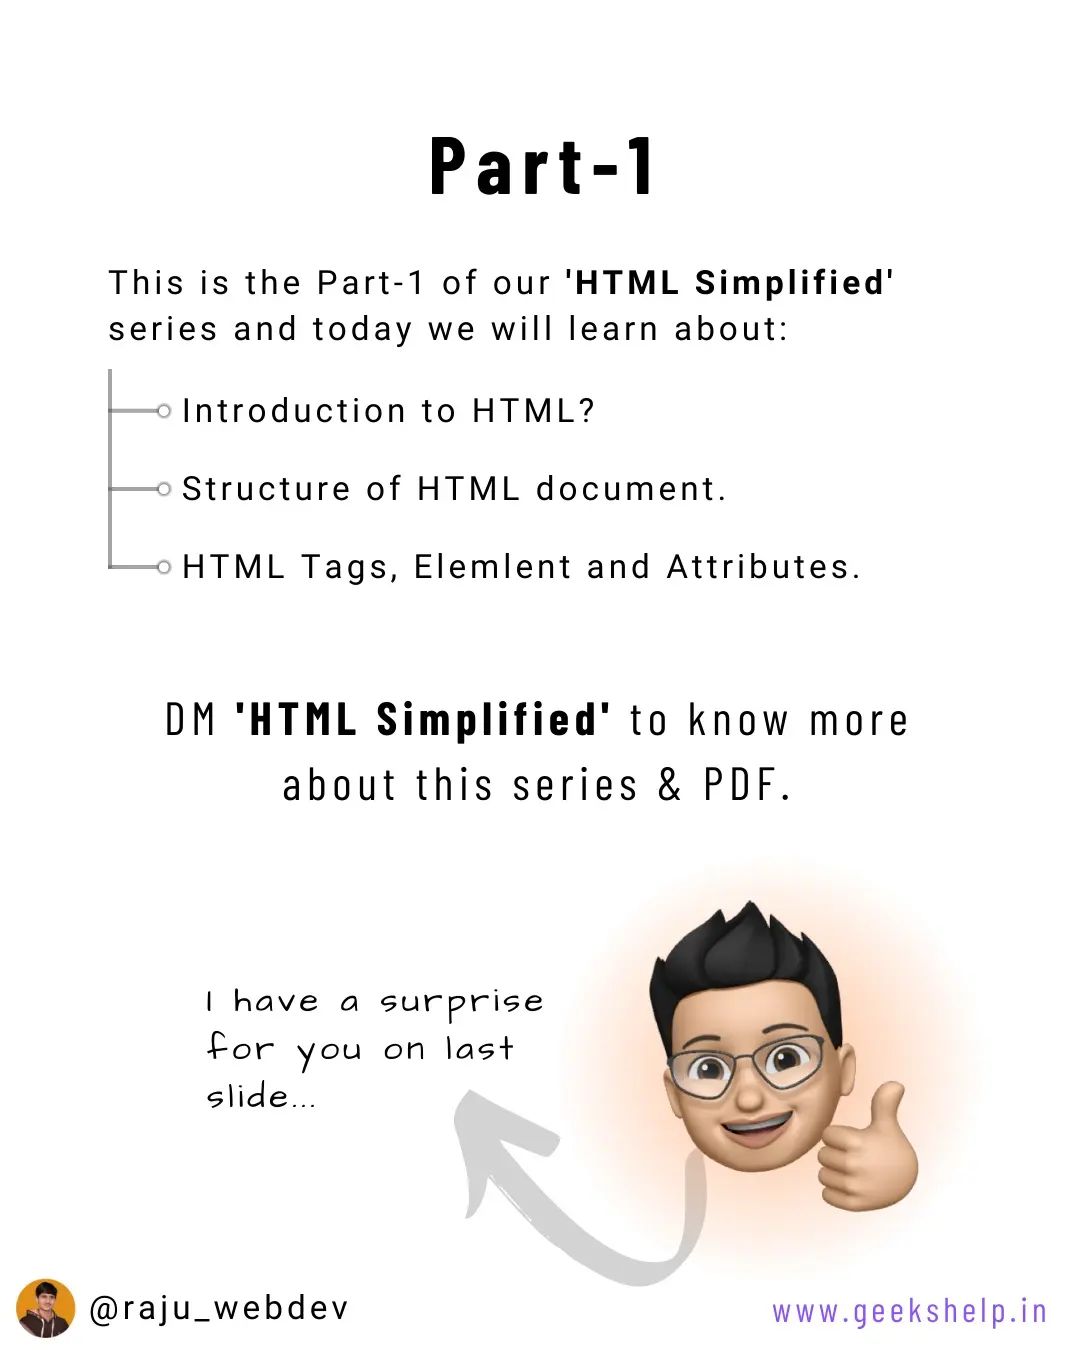 Part-1
This is the Part-1 of our 'HTML Simplified'
series and today we will learn about:
Introduction to HTML?
Structure of HTML document.
HTML Tags, Elemlent and Attributes.
DM 'HTML Simplified' to know more
about this series & PDF.
I have a surprise
for you on last
slide...
@raju_webdev
www.geekshelp.in